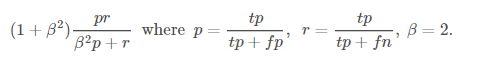 (1 + β²) pr / (β²p + r) where p = tp / (tp + fp), r = tp / (tp + fn), β = 2.